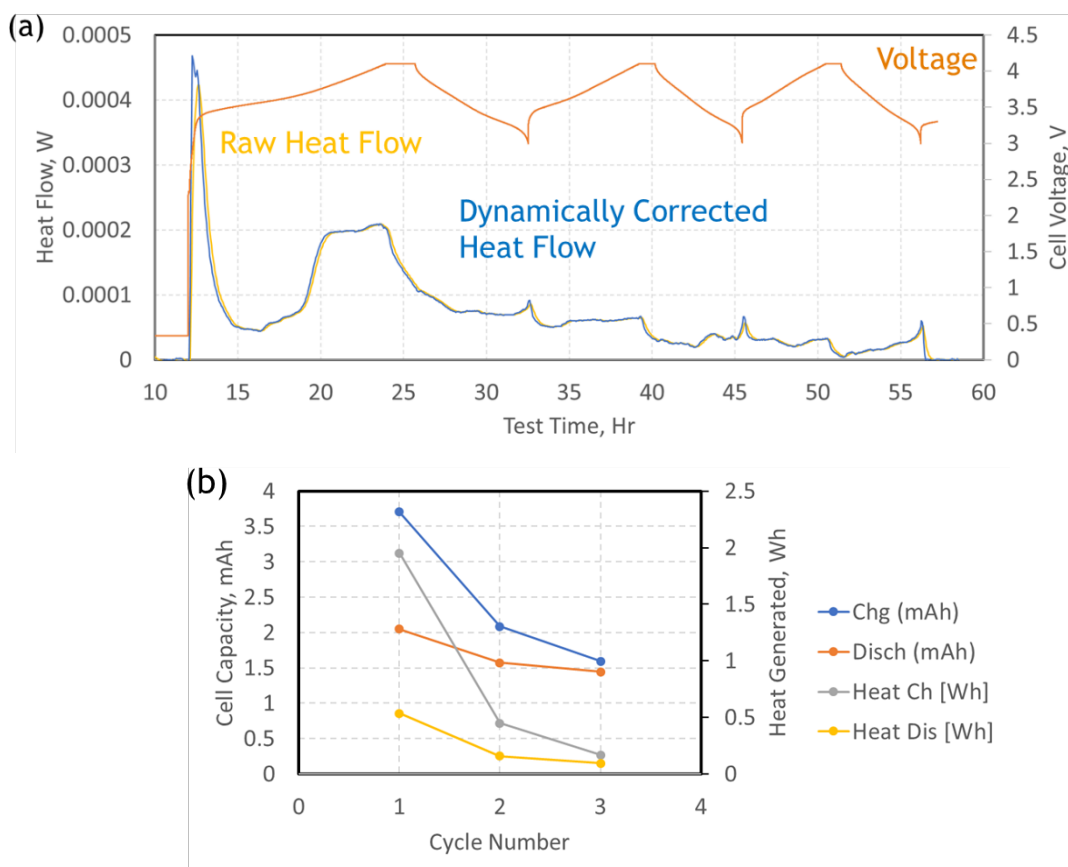 (a)
0.0005
0.0004
0.0003
0.0002
0.0001
0
Heat Flow, W
4.5
4
3.5
3
2.5
2
1.5
1
0.5
0
Cell Voltage, V
Voltage
Raw Heat Flow
Dynamically Corrected
Heat Flow
10 15 20 25 30 35 40 45 50 55 60
Test Time, Hr
(b)
4
3.5
3
2.5
2
1.5
1
0.5
0
Cell Capacity, mAh
2.5
2
1.5
1
0.5
0
Heat Generated, Wh
0 1 2 3 4
Cycle Number
Chg (mAh)
Disch (mAh)
Heat Ch [Wh]
Heat Dis [Wh]